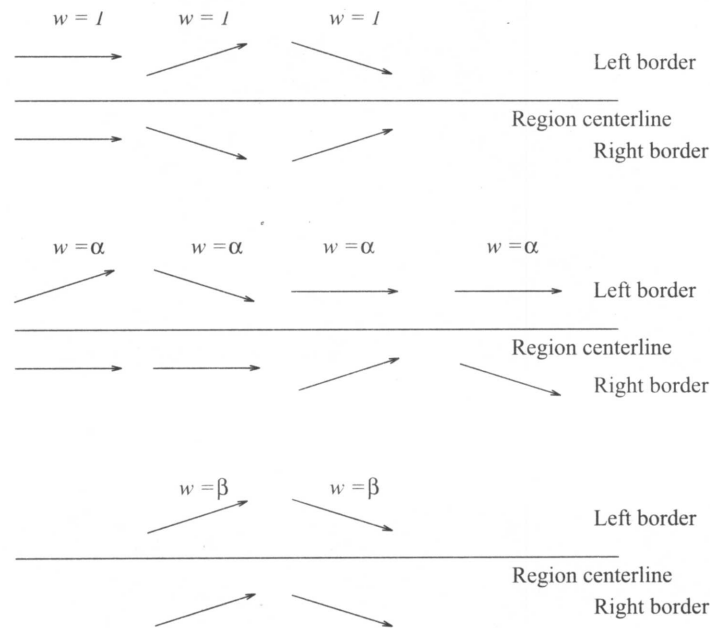 w = 1 w = 1 w = 1
Left border
Region centerline
Right border
w = α w = α w = α w = α
Left border
Region centerline
Right border
w = β w = β
Left border
Region centerline
Right border